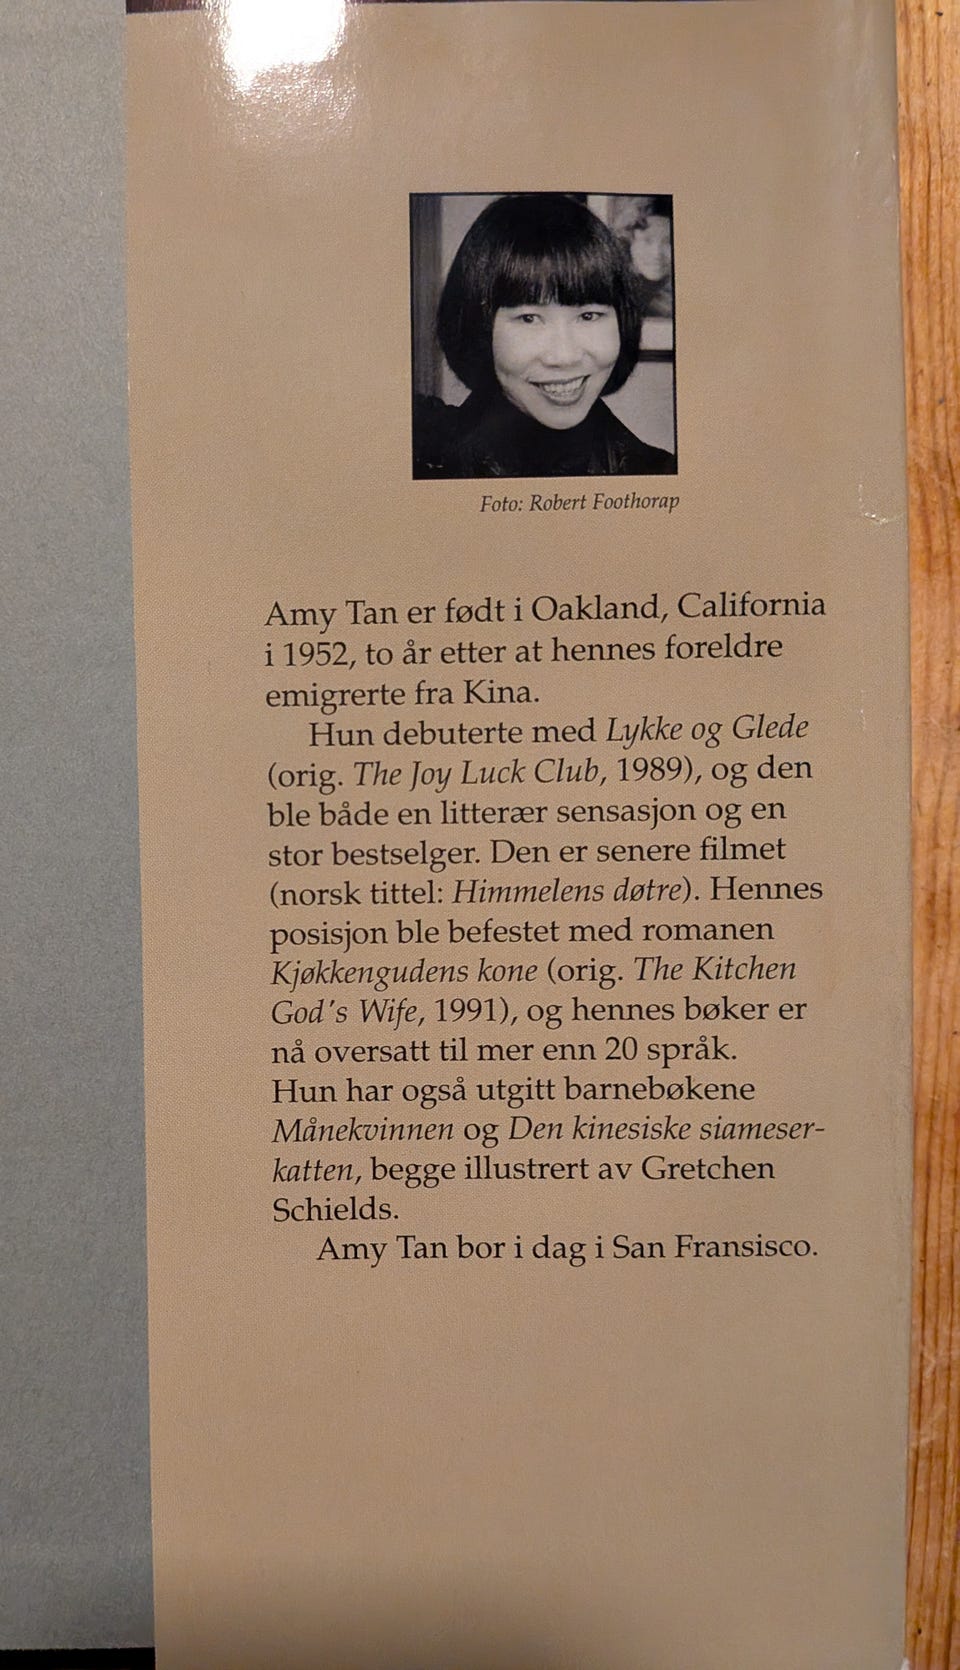 Foto: Robert Foothorap
Amy Tan er født i Oakland, California
i 1952, to år etter at hennes foreldre
emigrerte fra Kina.
Hun debuterte med Lykke og Glede
(orig. The Joy Luck Club, 1989), og den
ble både en litterær sensasjon og en
stor bestselger. Den er senere filmet
(norsk tittel: Himmelens døtre). Hennes
posisjon ble befestet med romanen
Kjøkkengudens kone (orig. The Kitchen
God's Wife, 1991), og hennes bøker er
nå oversatt til mer enn 20 språk.
Hun har også utgitt barnebøkene
Månekvinnen og Den kinesiske siameser-
katten, begge illustrert av Gretchen
Schields.
Amy Tan bor i dag i San Fransisco.